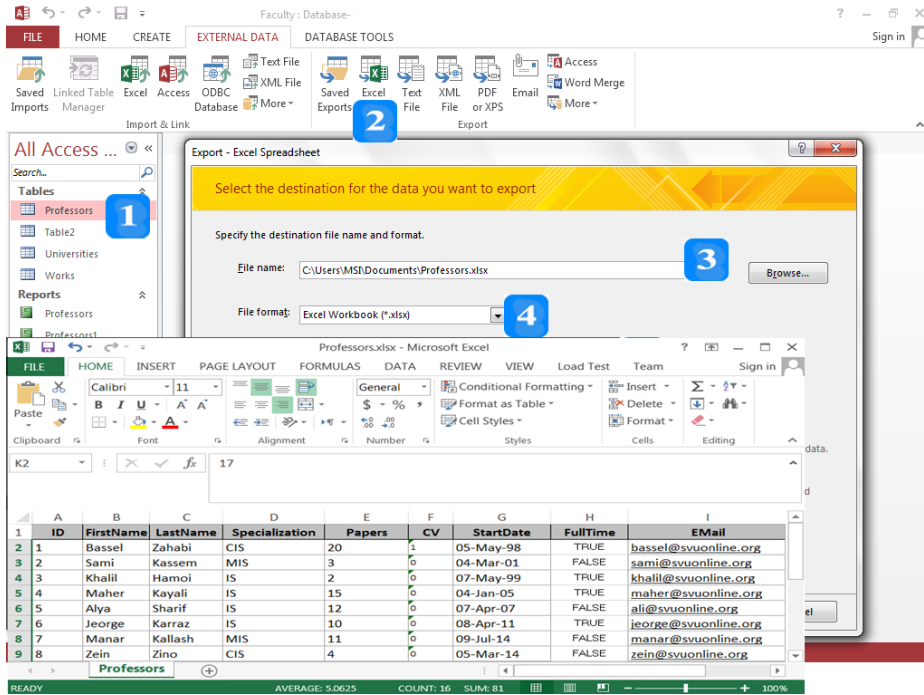 Faculty : Database-
FILE HOME CREATE EXTERNAL DATA DATABASE TOOLS Sign in
Saved Imports
Linked Table Manager
Excel
Access
ODBC Database
Text File
XML File
More
Import & Link
Saved Exports
Excel
Text File
XML File
PDF or XPS
Email
Access
Word Merge
More
Export
1
2
3
4
All Access ...
Search...
Tables
Professors
Table2
Universities
Works
Reports
Professors
Professors1
Export - Excel Spreadsheet
Select the destination for the data you want to export
Specify the destination file name and format.
File name: C:\Users\MSI\Documents\Professors.xlsx Browse...
File format: Excel Workbook (*.xlsx)
data.
d
el
Professors.xlsx - Microsoft Excel
FILE HOME INSERT PAGE LAYOUT FORMULAS DATA REVIEW VIEW Load Test Team Sign in
Paste
Clipboard
Calibri 11
B I U A A
Font
Alignment
General
$ % ,
Number
Conditional Formatting
Format as Table
Cell Styles
Styles
Insert
Delete
Format
Cells
Editing
K2 fx 17
A B C D E F G H I
1 ID FirstName LastName Specialization Papers CV StartDate FullTime EMail
2 1 Bassel Zahabi CIS 20 1 05-May-98 TRUE bassel@svuonline.org
3 2 Sami Kassem MIS 3 0 04-Mar-01 FALSE sami@svuonline.org
4 3 Khalil Hamoi IS 2 0 07-May-99 TRUE khalil@svuonline.org
5 4 Maher Kayali IS 15 0 04-Jan-05 TRUE maher@svuonline.org
6 5 Alya Sharif IS 12 0 07-Apr-07 FALSE ali@svuonline.org
7 6 Jeorge Karraz IS 10 0 08-Apr-11 TRUE jeorge@svuonline.org
8 7 Manar Kallash MIS 11 0 09-Jul-14 FALSE manar@svuonline.org
9 8 Zein Zino CIS 4 0 05-Mar-14 FALSE zein@svuonline.org
Professors
READY AVERAGE: 5.0625 COUNT: 16 SUM: 81 100%